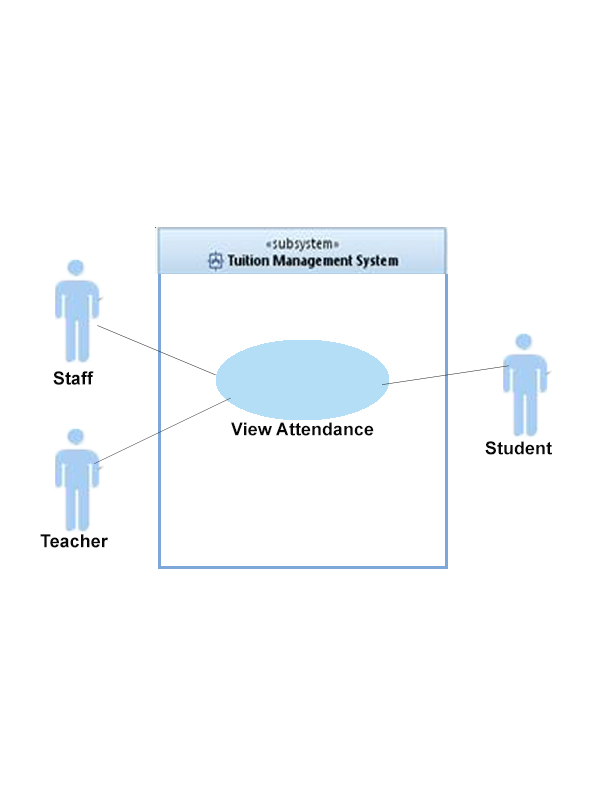 «subsystem»
Tuition Management System
Staff
View Attendance
Student
Teacher